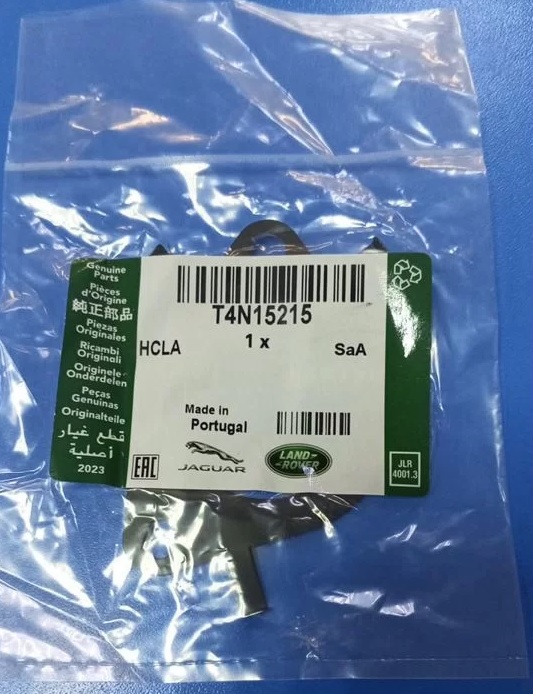 Genuine
Parts
Pièces
d'Origine
純正部品
Piezas
Originales
Ricambi
Originali
Originele
Onderdelen
Peças
Genuínas
Originalteile
قطع غيار
أصلية
2023
T4N15215
1 x
HCLA
SaA
Made in
Portugal
EAC
JAGUAR
LAND-
-ROVER
JLR
4001.3